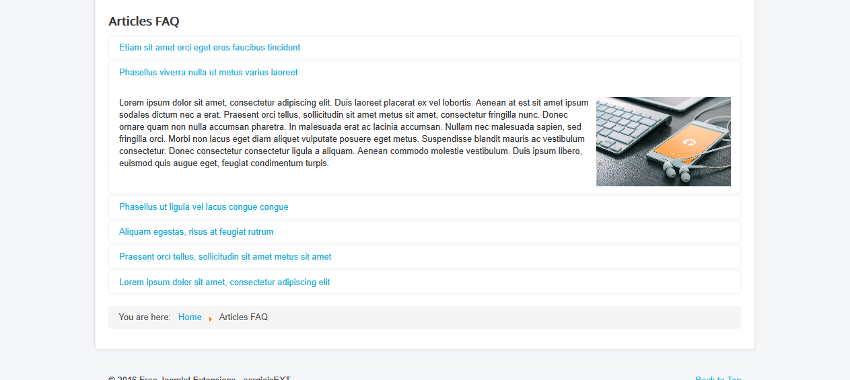 Articles FAQ
Etiam sit amet orci eget eros faucibus tincidunt
Phasellus viverra nulla ut metus varius laoreet
Lorem ipsum dolor sit amet, consectetur adipiscing elit. Duis laoreet placerat ex vel lobortis. Aenean at est sit amet ipsum
sodales dictum nec a erat. Praesent orci tellus, sollicitudin sit amet metus sit amet, consectetur fringilla nunc. Donec
ornare quam non nulla accumsan pharetra. In malesuada erat ac lacinia accumsan. Nullam nec malesuada sapien, sed
fringilla orci. Morbi non lacus eget diam aliquet vulputate posuere eget metus. Suspendisse blandit mauris ac vestibulum
consectetur. Donec consectetur consectetur ligula a aliquam. Aenean commodo molestie vestibulum. Duis ipsum libero,
euismod quis augue eget, feugiat condimentum turpis.
Phasellus ut ligula vel lacus congue congue
Aliquam egestas, risus at feugiat rutrum
Praesent orci tellus, sollicitudin sit amet metus sit amet
Lorem ipsum dolor sit amet, consectetur adipiscing elit
You are here: Home Articles FAQ
© 2016 Free Joomla! Extensions - sergioisEXT Back to Top